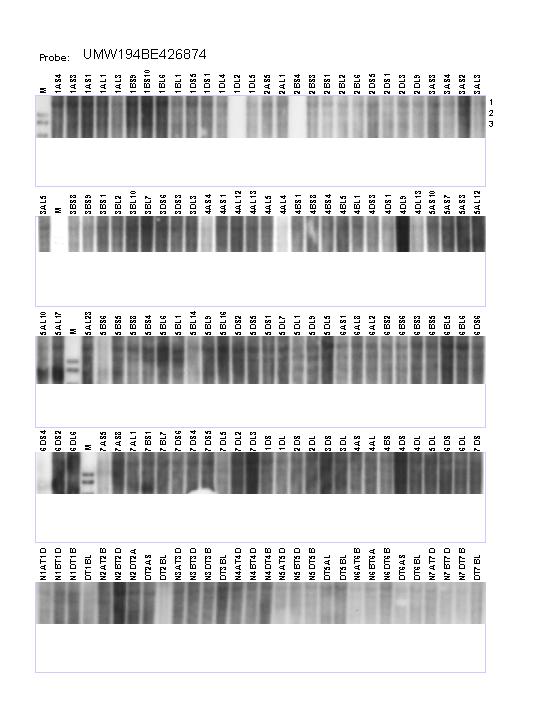 Probe: UMW194BE426874
M 1AS4 1AS3 1AS1 1AL1 1AL3 1BS9 1BS10 1BL6 1BL1 1DS5 1DS1 1DL4 1DL2 1DL5 2AS5 2AL1 2BS4 2BS3 2BS1 2BL2 2BL6 2DS5 2DS1 2DL3 2DL9 3AS3 3AS4 3AS2 3AL3
1
2
3
3AL5 M 3BS8 3BS9 3BS1 3BL2 3BL10 3BL7 3DS6 3DS3 3DL3 4AS4 4AS1 4AL12 4AL13 4AL5 4AL4 4BS1 4BS8 4BS4 4BL5 4BL1 4DS3 4DS1 4DL9 4DL13 5AS10 5AS7 5AS3 5AL12
5AL10 5AL17 M 5AL23 5BS6 5BS5 5BS8 5BS4 5BL6 5BL1 5BL14 5BL9 5BL16 5DS2 5DS5 5DS1 5DL7 5DL1 5DL9 5DL5 6AS1 6AL8 6AL2 6BS2 6BS6 6BS3 6BS5 6BL5 6BL6 6DS6
6DS4 6DS2 6DL6 M 7AS5 7AS8 7AL1 7BS1 7BL7 7DS6 7DS4 7DS5 7DL5 7DL2 7DL3 1DS 1DL 2DS 2DL 3DS 3DL 4AS 4AL 4BS 4DS 4DL 5DL 6DS 6DL 7DS
N1AT1D N1BT1D N1DT1B DT1BL N2AT2B N2BT2D N2DT2A DT2AS DT2BL N3AT3D N3BT3D N3DT3B DT3BL N4AT4D N4BT4D N4DT4B N5AT5D N5BT5D N5DT5B DT5AL DT5BL N6AT6B N6BT6A N6DT6B DT6AS DT6BL N7AT7D N7BT7D N7DT7B DT7BL